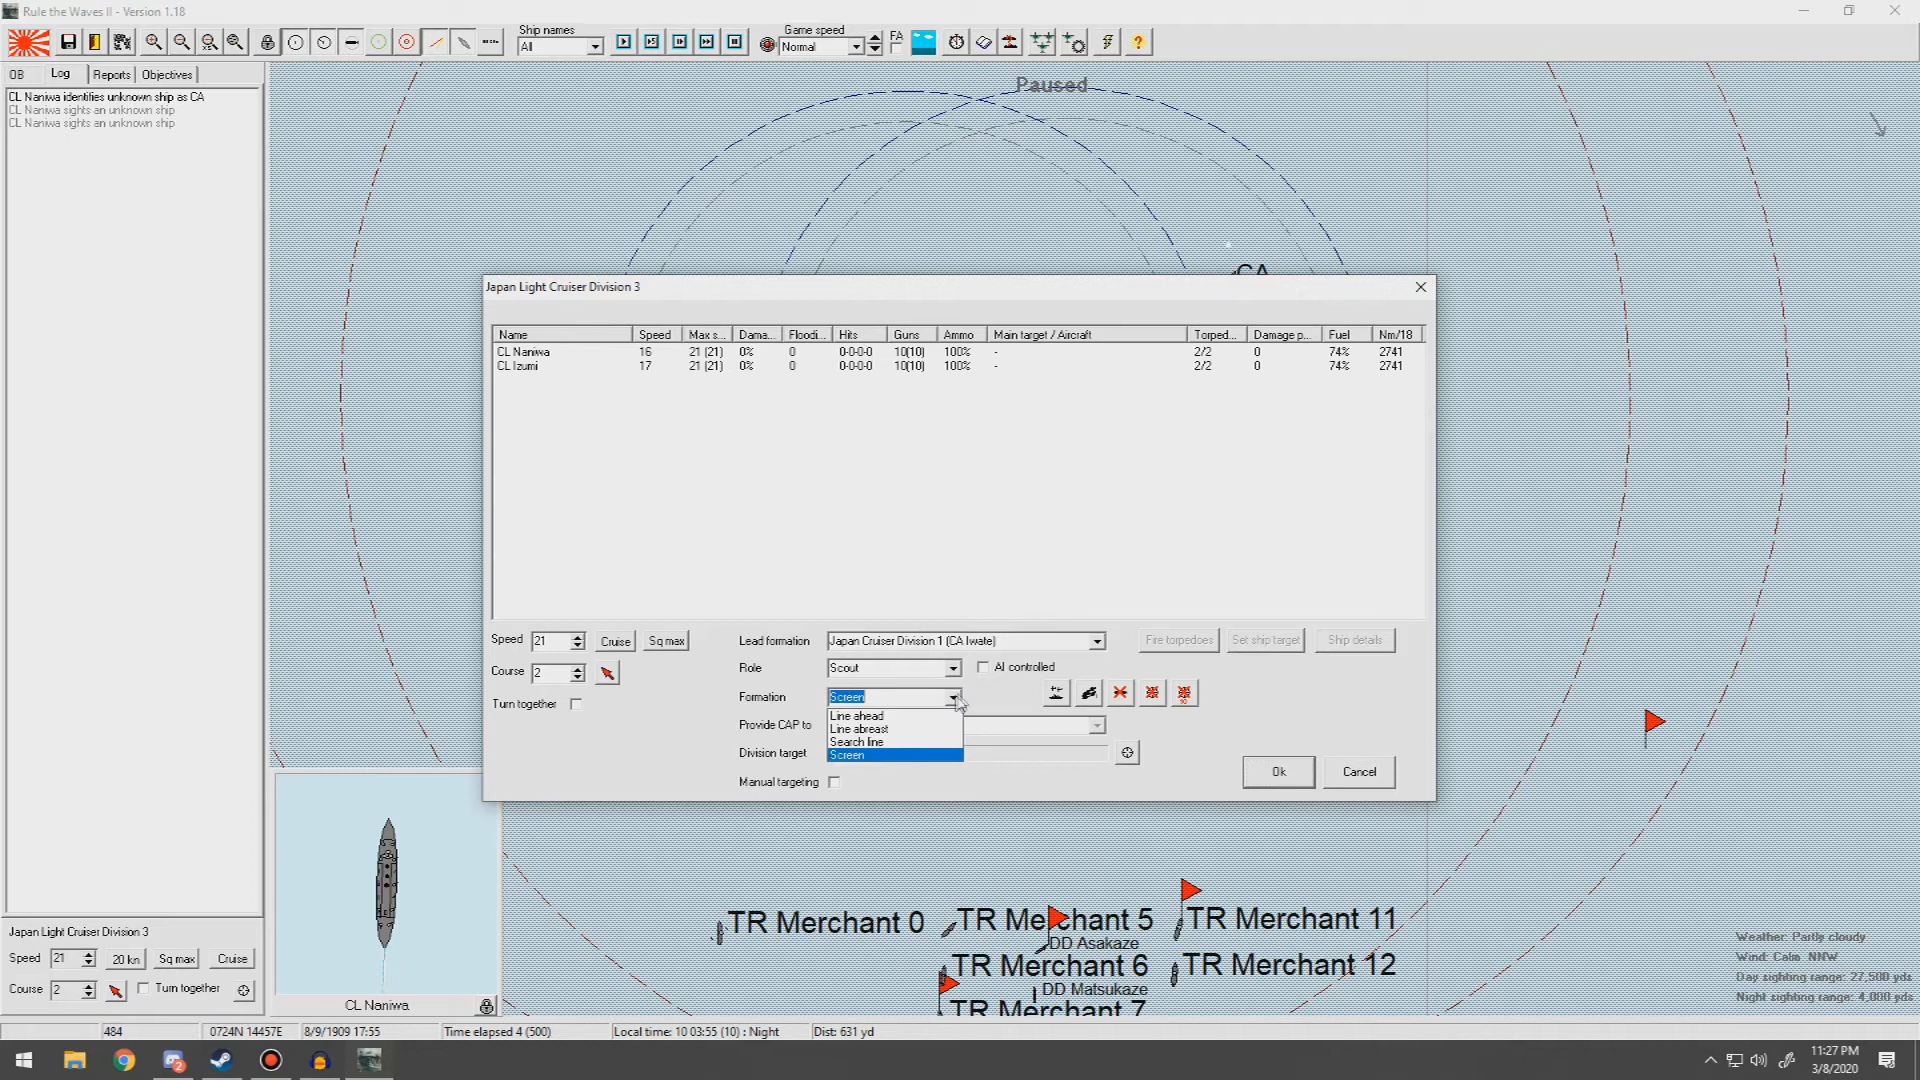 Rule the Waves II - Version 1.18
Ship names
All
Game speed
Normal
FA
OB
Log
Reports
Objectives
CL Naniwa identifies unknown ship as CA
CL Naniwa sights an unknown ship
CL Naniwa sights an unknown ship
Paused
CA
Japan Light Cruiser Division 3
Name Speed Max s... Dama... Floodi... Hits Guns Ammo Main target / Aircraft Torped... Damage p... Fuel Nm/18
CL Naniwa 16 21 (21) 0% 0 0-0-0-0 10(10) 100% - 2/2 0 74% 2741
CL Izumi 17 21 (21) 0% 0 0-0-0-0 10(10) 100% - 2/2 0 74% 2741
Speed 21 Cruise Sq max
Course 2
Turn together
Lead formation Japan Cruiser Division 1 (CA Iwate)
Role Scout AI controlled
Formation Screen
Line ahead
Line abreast
Search line
Screen
Provide CAP to
Division target
Manual targeting
Fire torpedoes Set ship target Ship details
10
Ok Cancel
Japan Light Cruiser Division 3
Speed 21 20 kn Sq max Cruise
Course 2 Turn together
CL Naniwa
TR Merchant 0
TR Merchant 5
TR Merchant 11
DD Asakaze
TR Merchant 6
TR Merchant 12
DD Matsukaze
TR Merchant 7
Weather: Partly cloudy
Wind: Calm NNW
Day sighting range: 27,500 yds
Night sighting range: 4,000 yds
484 0724N 14457E 8/9/1909 17:55 Time elapsed 4 (500) Local time: 10 03:55 (10) : Night Dist: 631 yd
2
11:27 PM
3/8/2020